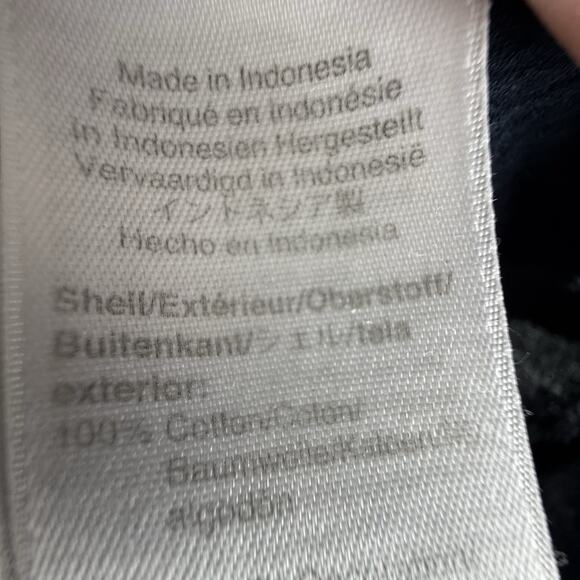 Made in Indonesia
Fabriqué en Indonésie
In Indonesien Hergestellt
Vervaardigd in Indonesië
インドネシア製
Hecho en Indonesia
Shell/Extérieur/Oberstoff/
Buitenkant/シェル/tela
exterior:
100% Cotton/Coton/
Baumwolle/Katoen/綿/
algodón